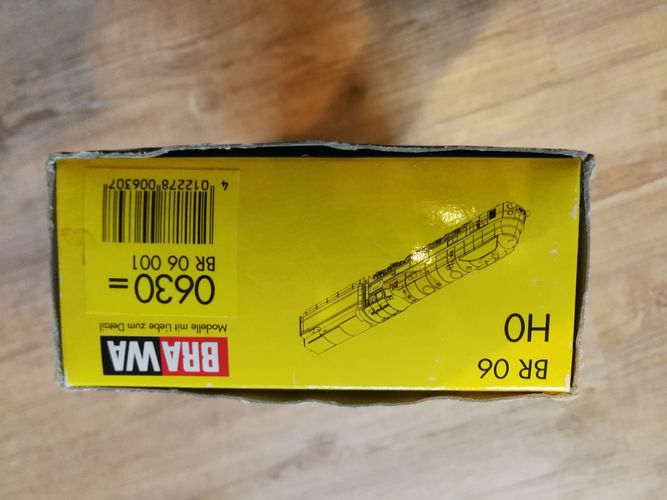 BR 06
H0
BRAWA
Modelle mit Liebe zum Detail
0630 =
BR 06 001
4 012278 006307